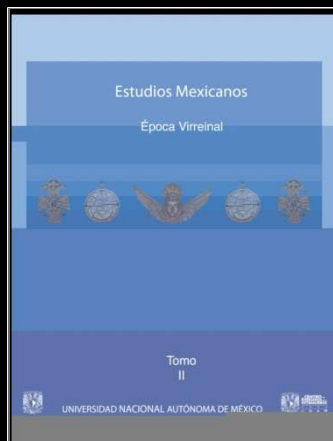 Estudios Mexicanos
Época Virreinal
Tomo
II
UNIVERSIDAD NACIONAL AUTÓNOMA DE MÉXICO